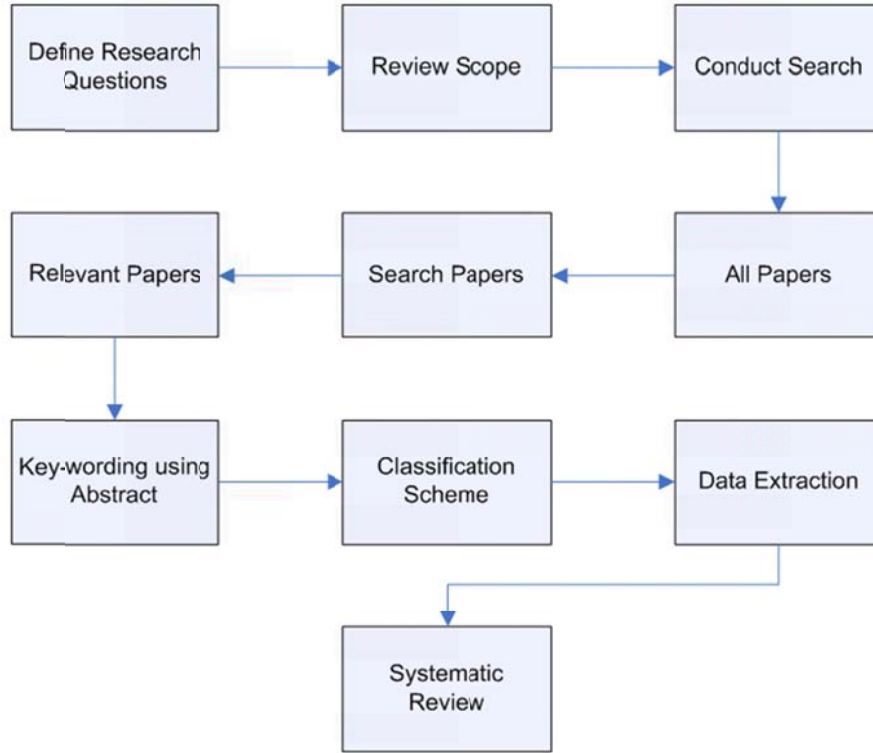 Define Research
Questions
Review Scope
Conduct Search
All Papers
Search Papers
Relevant Papers
Key-wording using
Abstract
Classification
Scheme
Data Extraction
Systematic
Review